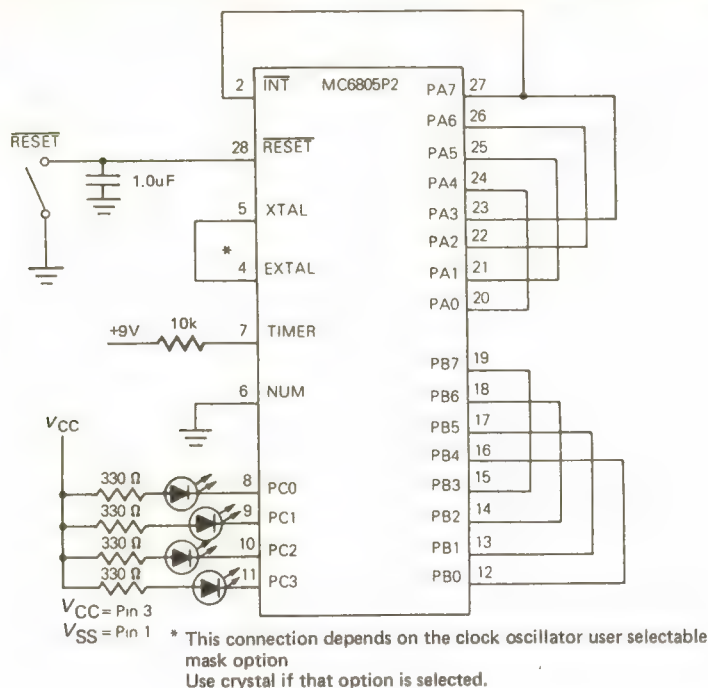 MC6805P2
2 INT
28 RESET
5 XTAL
4 EXTAL
7 TIMER
6 NUM
8 PC0
9 PC1
10 PC2
11 PC3
PA7 27
PA6 26
PA5 25
PA4 24
PA3 23
PA2 22
PA1 21
PA0 20
PB7 19
PB6 18
PB5 17
PB4 16
PB3 15
PB2 14
PB1 13
PB0 12
RESET
1.0uF
*
+9V
10k
VCC
330 Ω
330 Ω
330 Ω
330 Ω
VCC = Pin 3
VSS = Pin 1
* This connection depends on the clock oscillator user selectable
mask option
Use crystal if that option is selected.